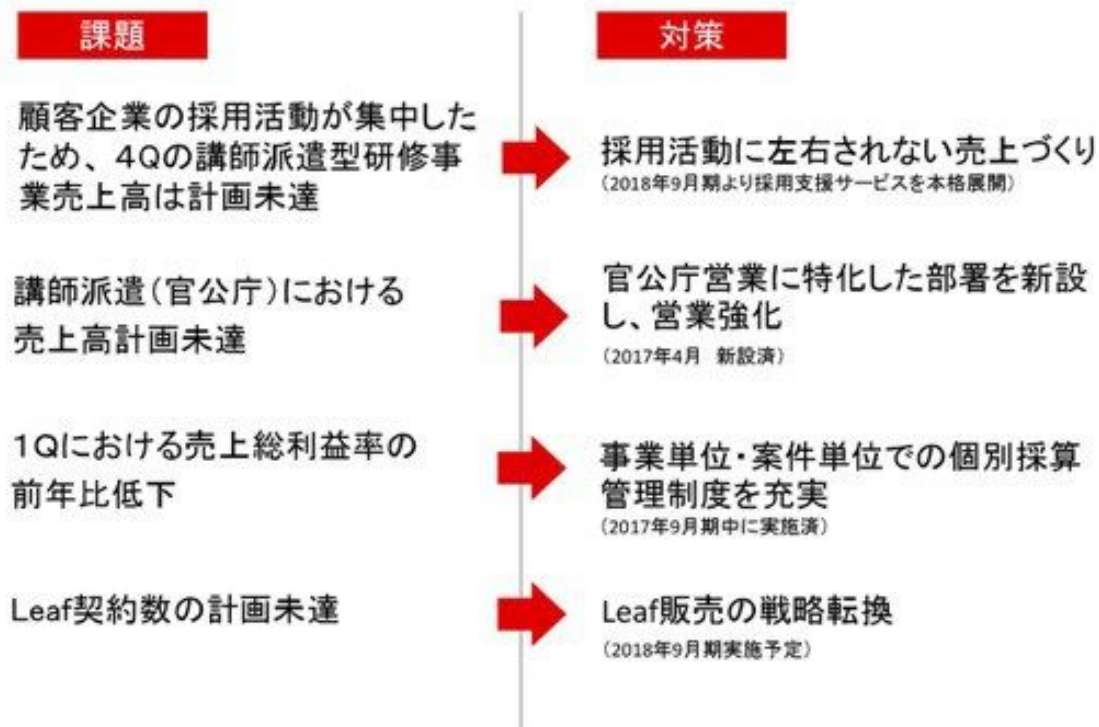 課題
対策
顧客企業の採用活動が集中した
ため、4Qの講師派遣型研修事
業売上高は計画未達
採用活動に左右されない売上づくり
(2018年9月期より採用支援サービスを本格展開)
講師派遣(官公庁)における
売上高計画未達
官公庁営業に特化した部署を新設
し、営業強化
(2017年4月 新設済)
1Qにおける売上総利益率の
前年比低下
事業単位・案件単位での個別採算
管理制度を充実
(2017年9月期中に実施済)
Leaf契約数の計画未達
Leaf販売の戦略転換
(2018年9月期実施予定)